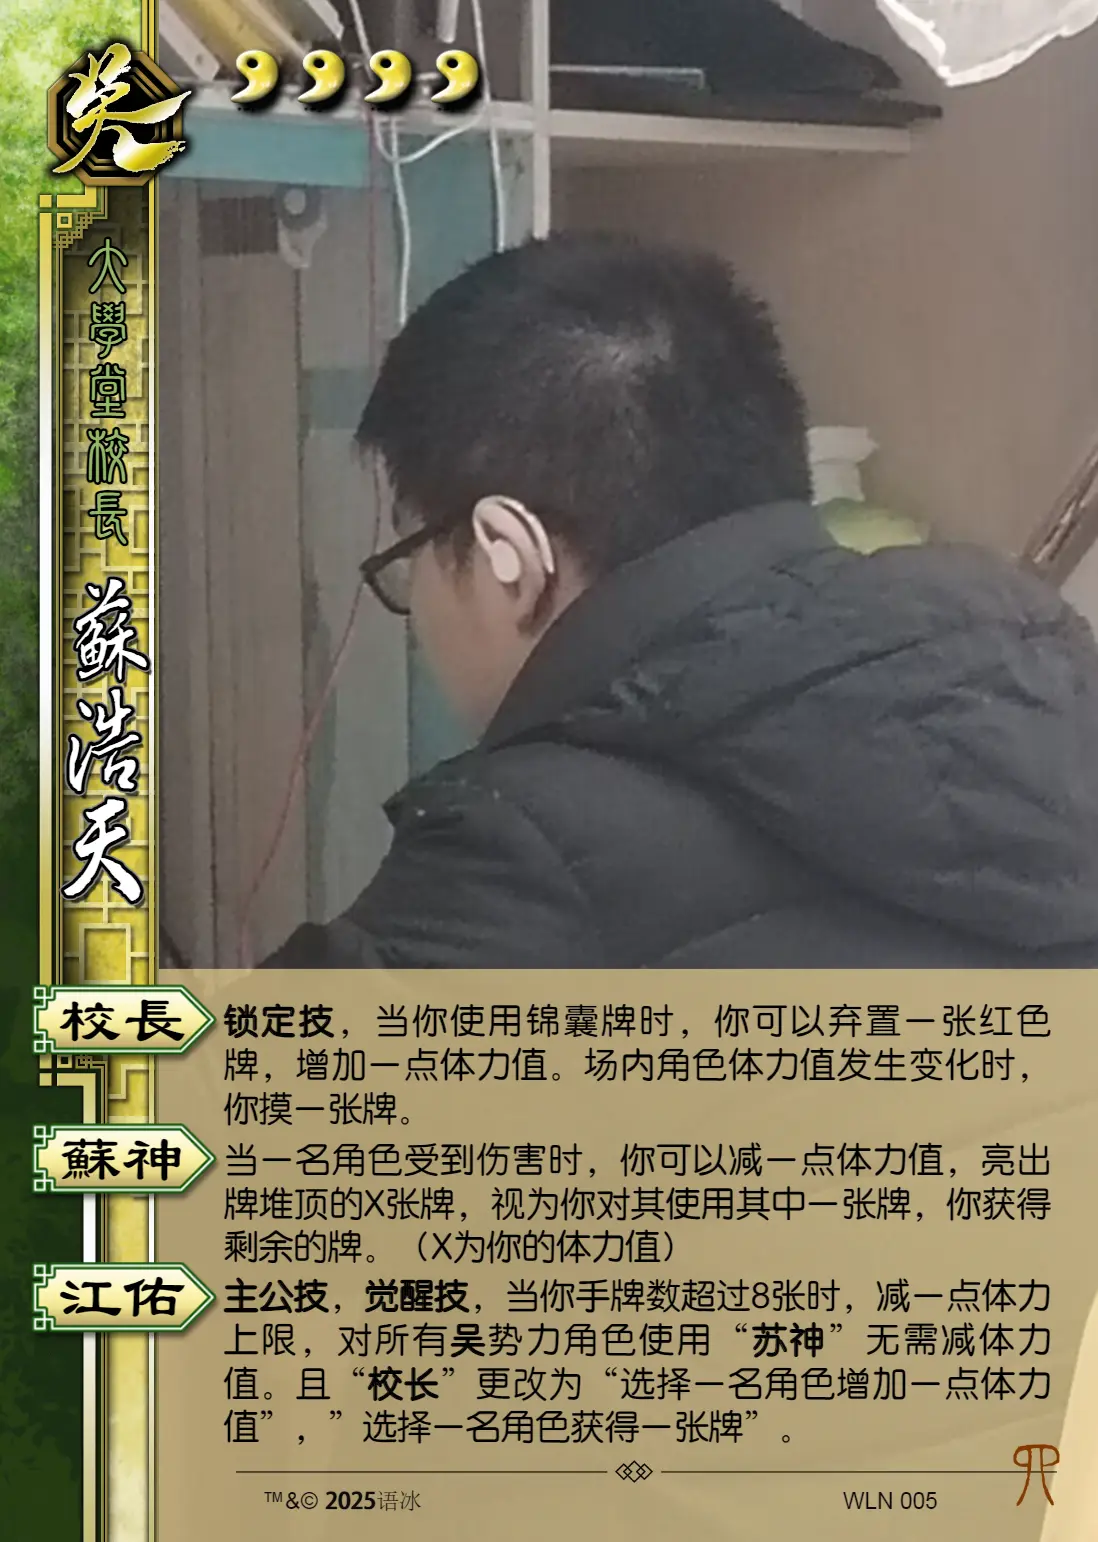 吴
大學堂校長
蘇浩天
校長
锁定技，当你使用锦囊牌时，你可以弃置一张红色
牌，增加一点体力值。场内角色体力值发生变化时，
你摸一张牌。
蘇神
当一名角色受到伤害时，你可以减一点体力值，亮出
牌堆顶的X张牌，视为你对其使用其中一张牌，你获得
剩余的牌。（X为你的体力值）
江佑
主公技，觉醒技，当你手牌数超过8张时，减一点体力
上限，对所有吴势力角色使用“苏神”无需减体力
值。且“校长”更改为“选择一名角色增加一点体力
值”，”选择一名角色获得一张牌”。
™&© 2025语冰
WLN 005